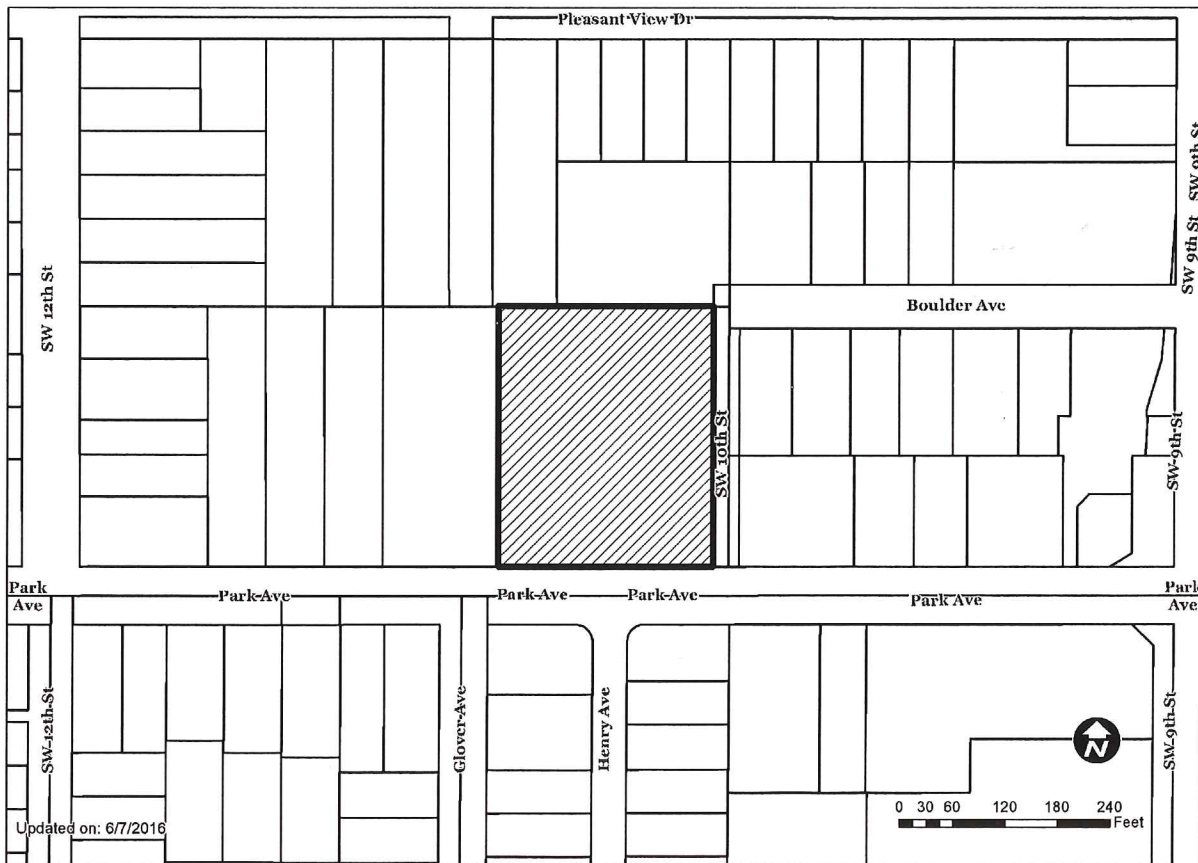 Pleasant View Dr
SW 9th St
SW 9th St
SW 12th St
Boulder Ave
SW 10th St
SW 9th St
Park
Ave
Park Ave
Park Ave
Park Ave
Park Ave
Park
Ave
SW 12th St
Glover Ave
Henry Ave
SW 9th St
N
0 30 60 120 180 240
Feet
Updated on: 6/7/2016